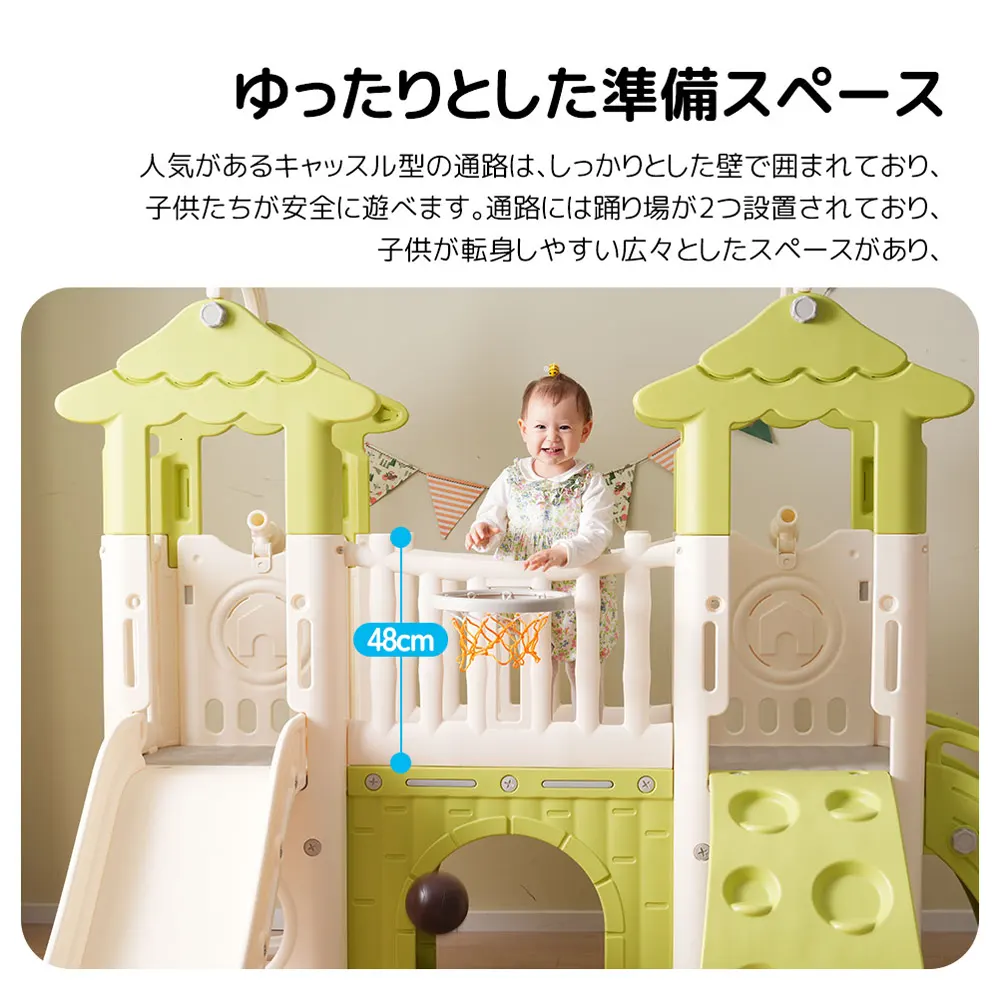 ゆったりとした準備スペース
人気があるキャッスル型の通路は、しっかりとした壁で囲まれており、
子供たちが安全に遊べます。通路には踊り場が2つ設置されており、
子供が転身しやすい広々としたスペースがあり、
48cm